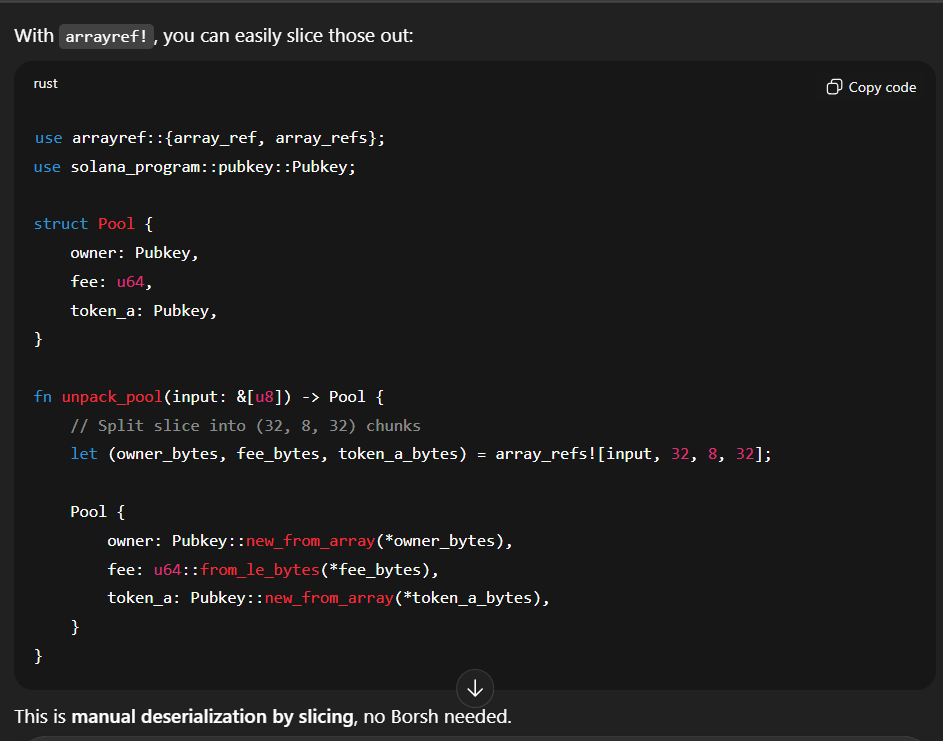 With arrayref!, you can easily slice those out:
rust
Copy code
use arrayref::{array_ref, array_refs};
use solana_program::pubkey::Pubkey;
struct Pool {
    owner: Pubkey,
    fee: u64,
    token_a: Pubkey,
}
fn unpack_pool(input: &[u8]) -> Pool {
    // Split slice into (32, 8, 32) chunks
    let (owner_bytes, fee_bytes, token_a_bytes) = array_refs![input, 32, 8, 32];
    Pool {
        owner: Pubkey::new_from_array(*owner_bytes),
        fee: u64::from_le_bytes(*fee_bytes),
        token_a: Pubkey::new_from_array(*token_a_bytes),
    }
}
This is manual deserialization by slicing, no Borsh needed.